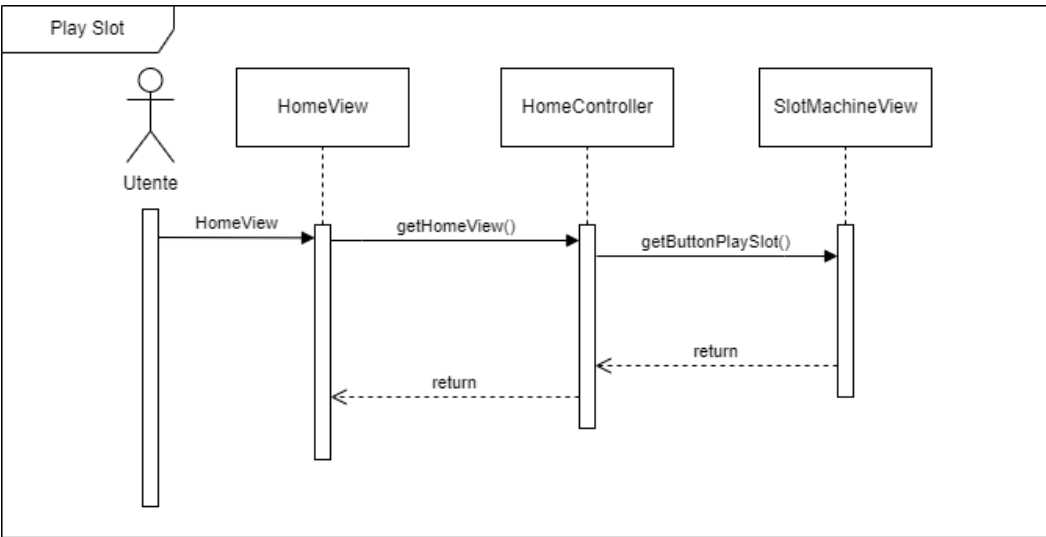 Play Slot
HomeView
HomeController
SlotMachineView
Utente
HomeView
getHomeView()
getButtonPlaySlot()
return
return